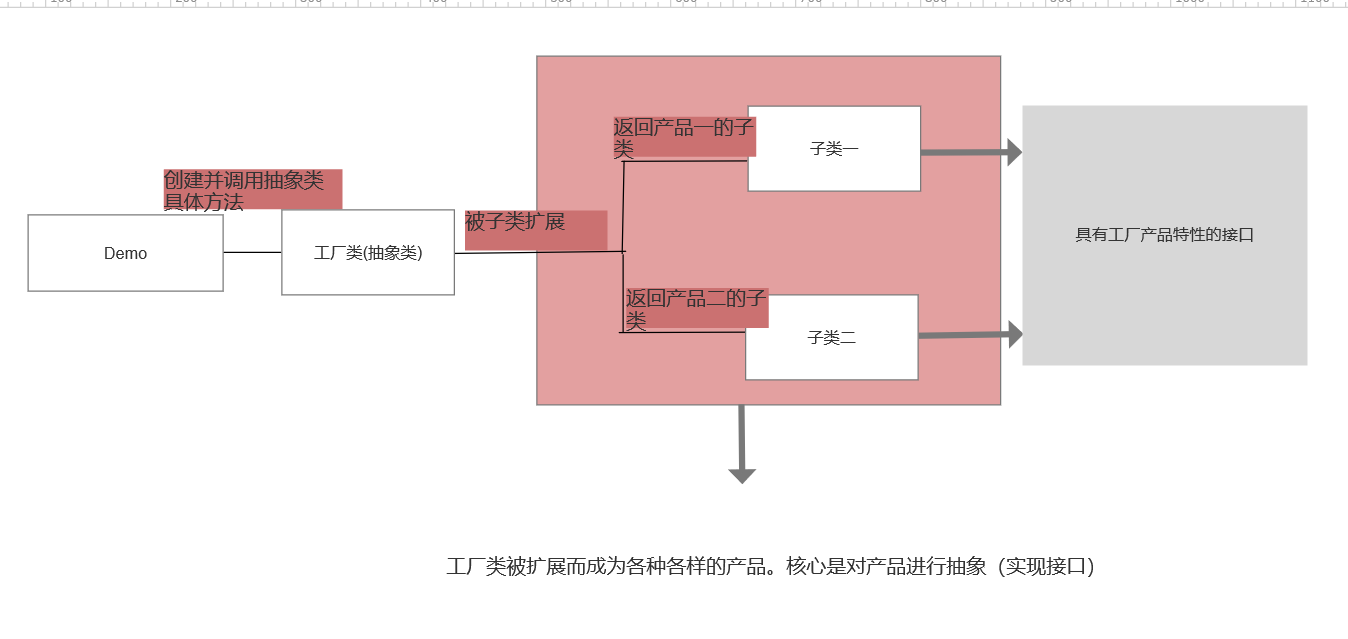 返回产品一的子
类
子类一
创建并调用抽象类
具体方法
被子类扩展
Demo
工厂类(抽象类)
具有工厂产品特性的接口
返回产品二的子
类
子类二
工厂类被扩展而成为各种各样的产品。核心是对产品进行抽象（实现接口）